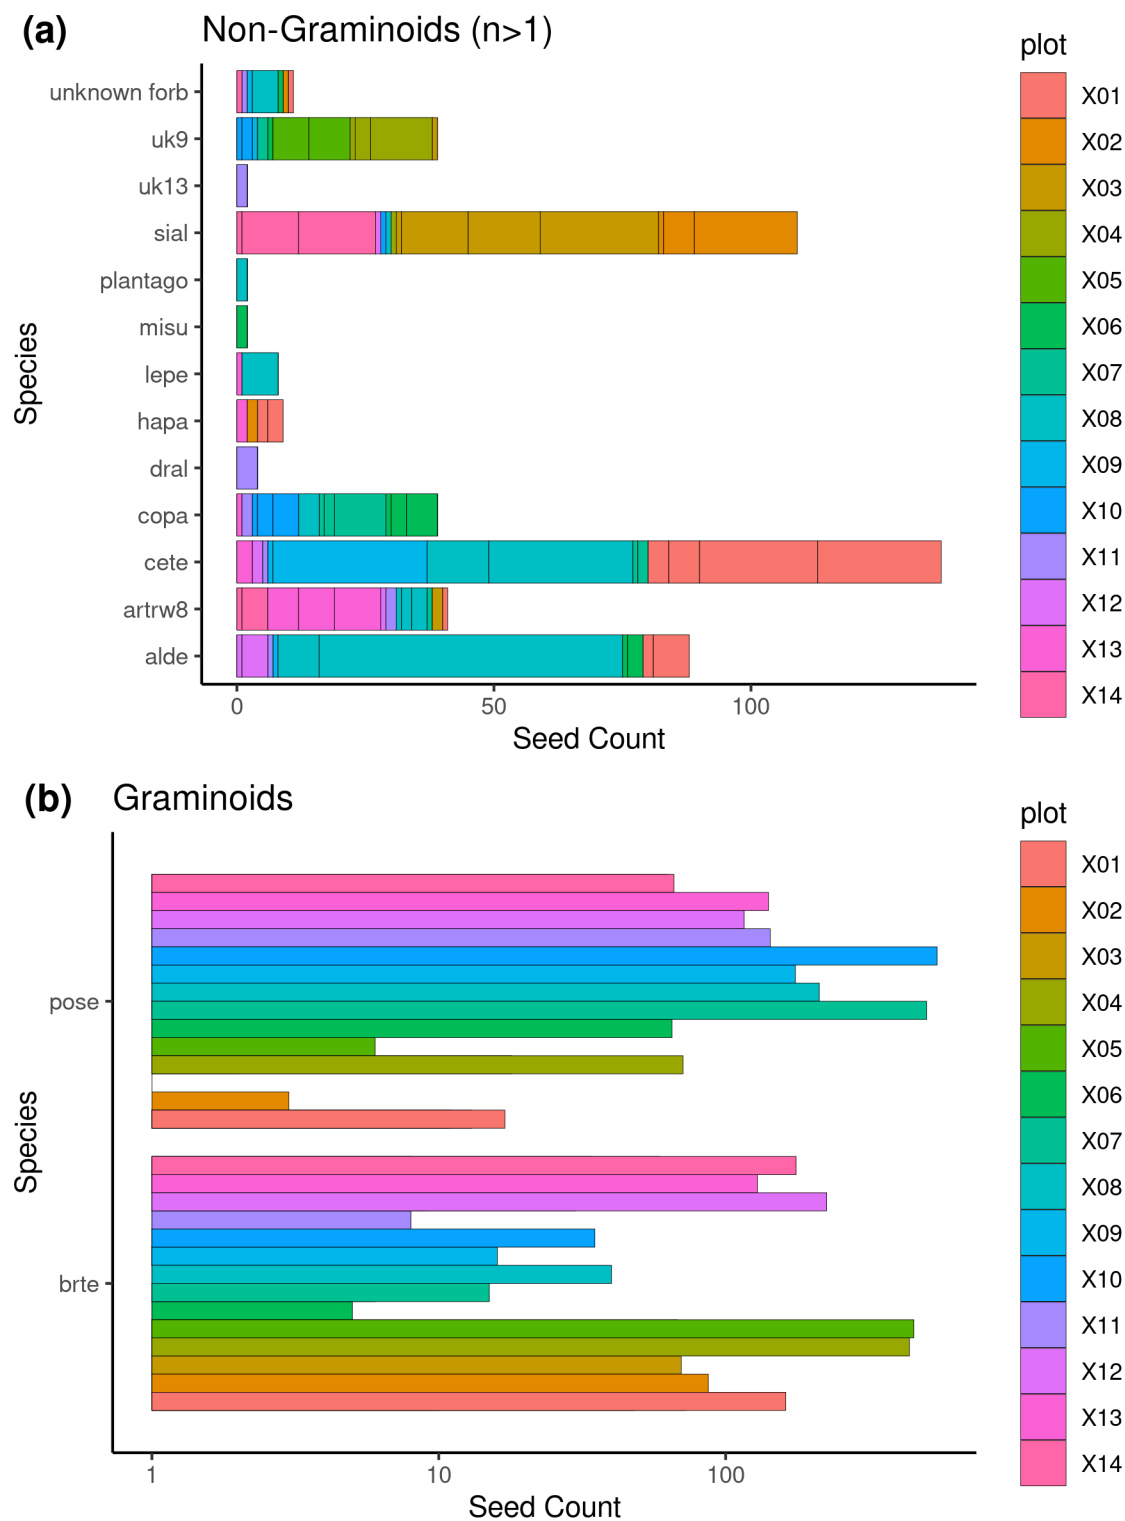 (a) Non-Graminoids (n>1)
plot
X01
X02
X03
X04
X05
X06
X07
X08
X09
X10
X11
X12
X13
X14
Species
unknown forb
uk9
uk13
sial
plantago
misu
lepe
hapa
dral
copa
cete
artrw8
alde
0 50 100
Seed Count
(b) Graminoids
plot
X01
X02
X03
X04
X05
X06
X07
X08
X09
X10
X11
X12
X13
X14
Species
pose
brte
1 10 100
Seed Count